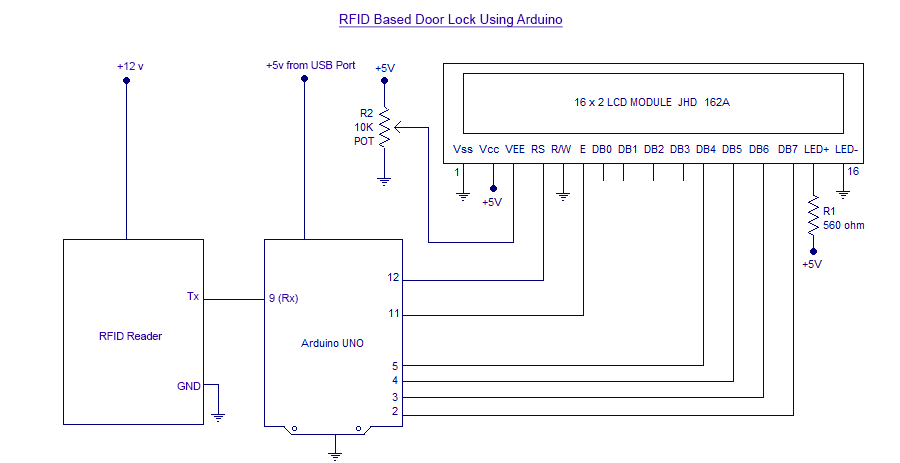 RFID Based Door Lock Using Arduino
+12 v
+5v from USB Port
+5V
R2
10K
POT
16 x 2 LCD MODULE JHD 162A
Vss Vcc VEE RS R/W E DB0 DB1 DB2 DB3 DB4 DB5 DB6 DB7 LED+ LED-
1
16
+5V
R1
560 ohm
+5V
12
Tx
9 (Rx)
11
RFID Reader
Arduino UNO
5
4
GND
3
2